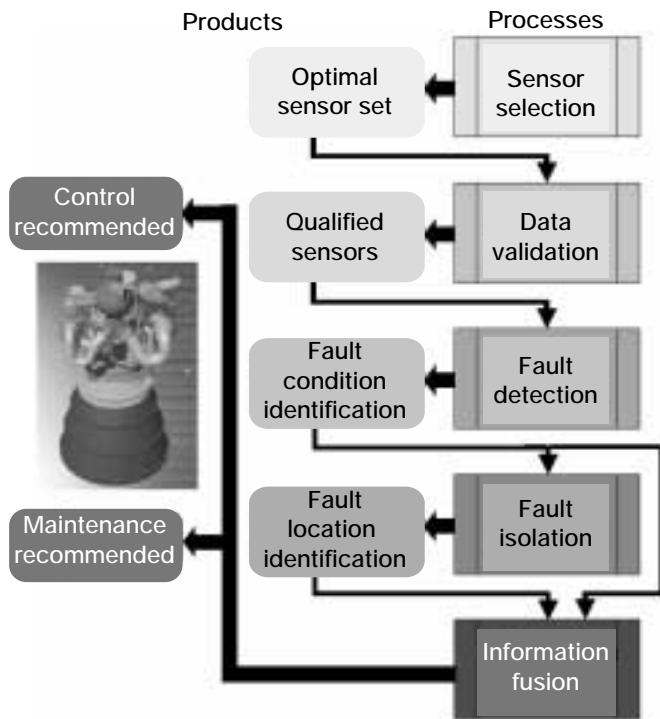 Products
Processes
Optimal
sensor set
Sensor
selection
Control
recommended
Qualified
sensors
Data
validation
Fault
condition
identification
Fault
detection
Maintenance
recommended
Fault
location
identification
Fault
isolation
Information
fusion